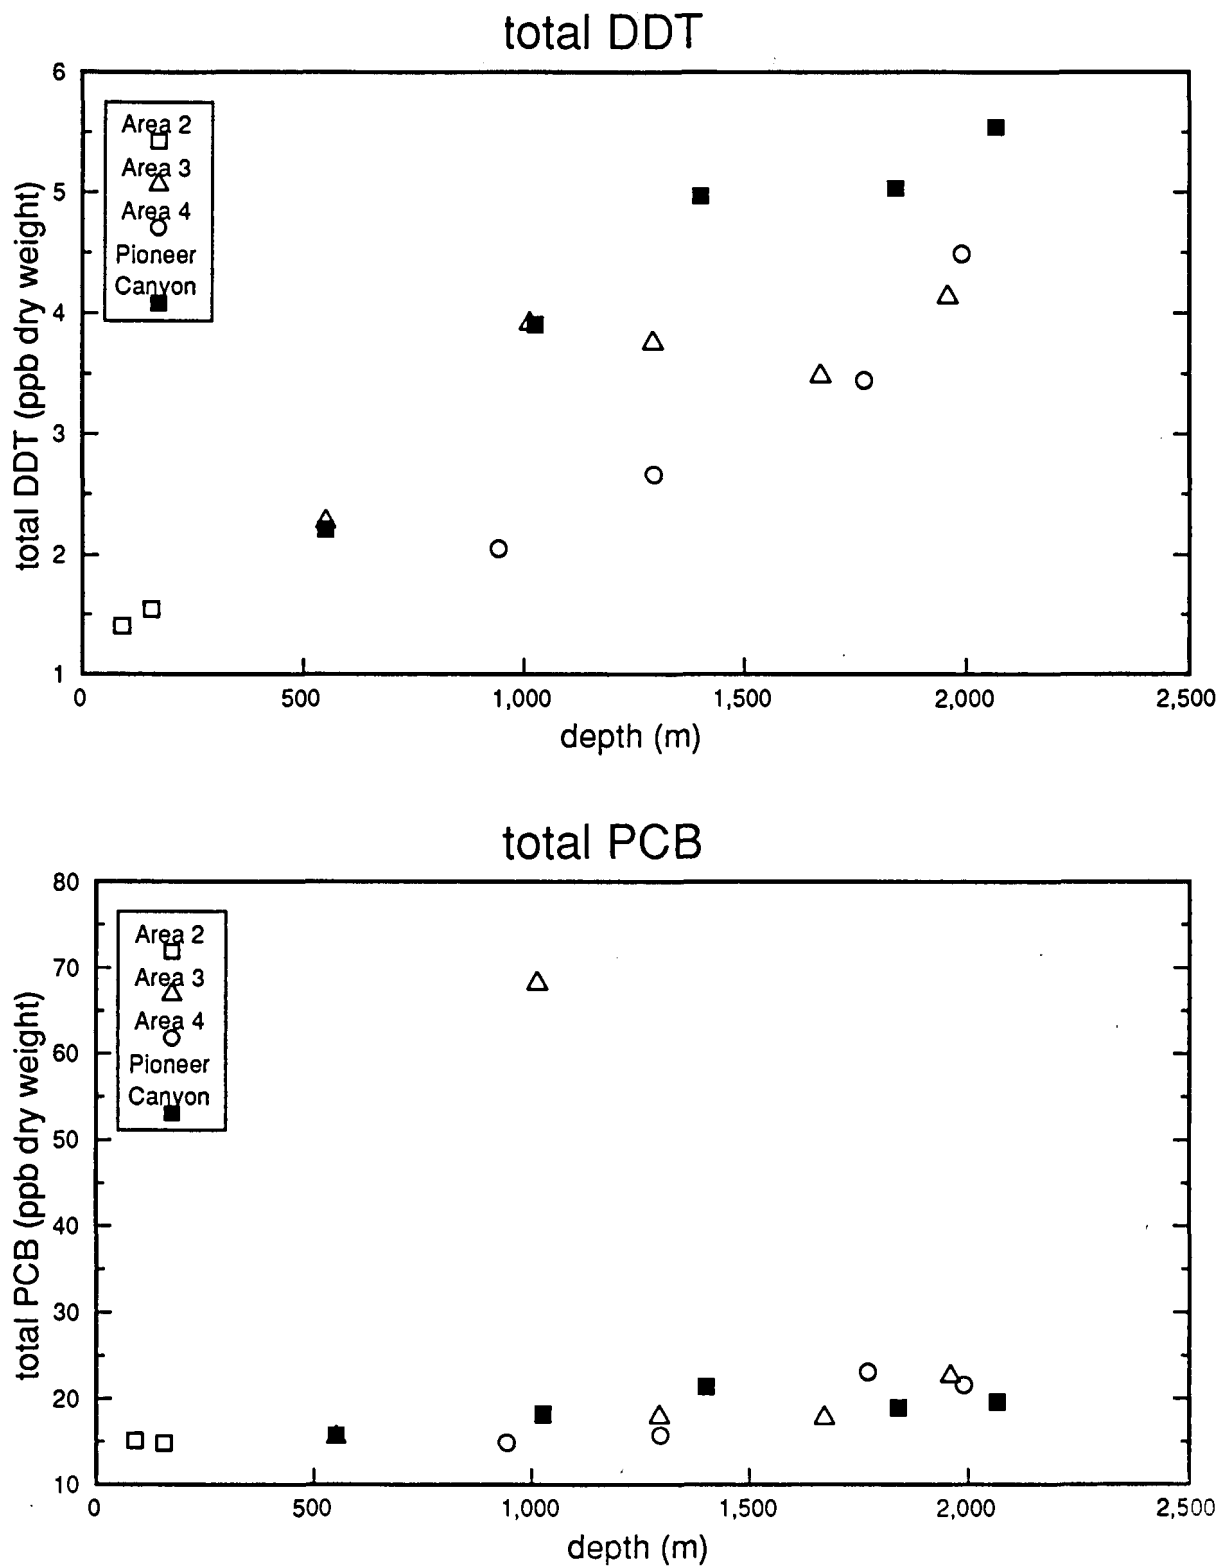 total DDT
6
5
4
3
2
1
total DDT (ppb dry weight)
Area 2
Area 3
Area 4
Pioneer
Canyon
0 500 1,000 1,500 2,000 2,500
depth (m)
total PCB
80
70
60
50
40
30
20
10
total PCB (ppb dry weight)
Area 2
Area 3
Area 4
Pioneer
Canyon
0 500 1,000 1,500 2,000 2,500
depth (m)